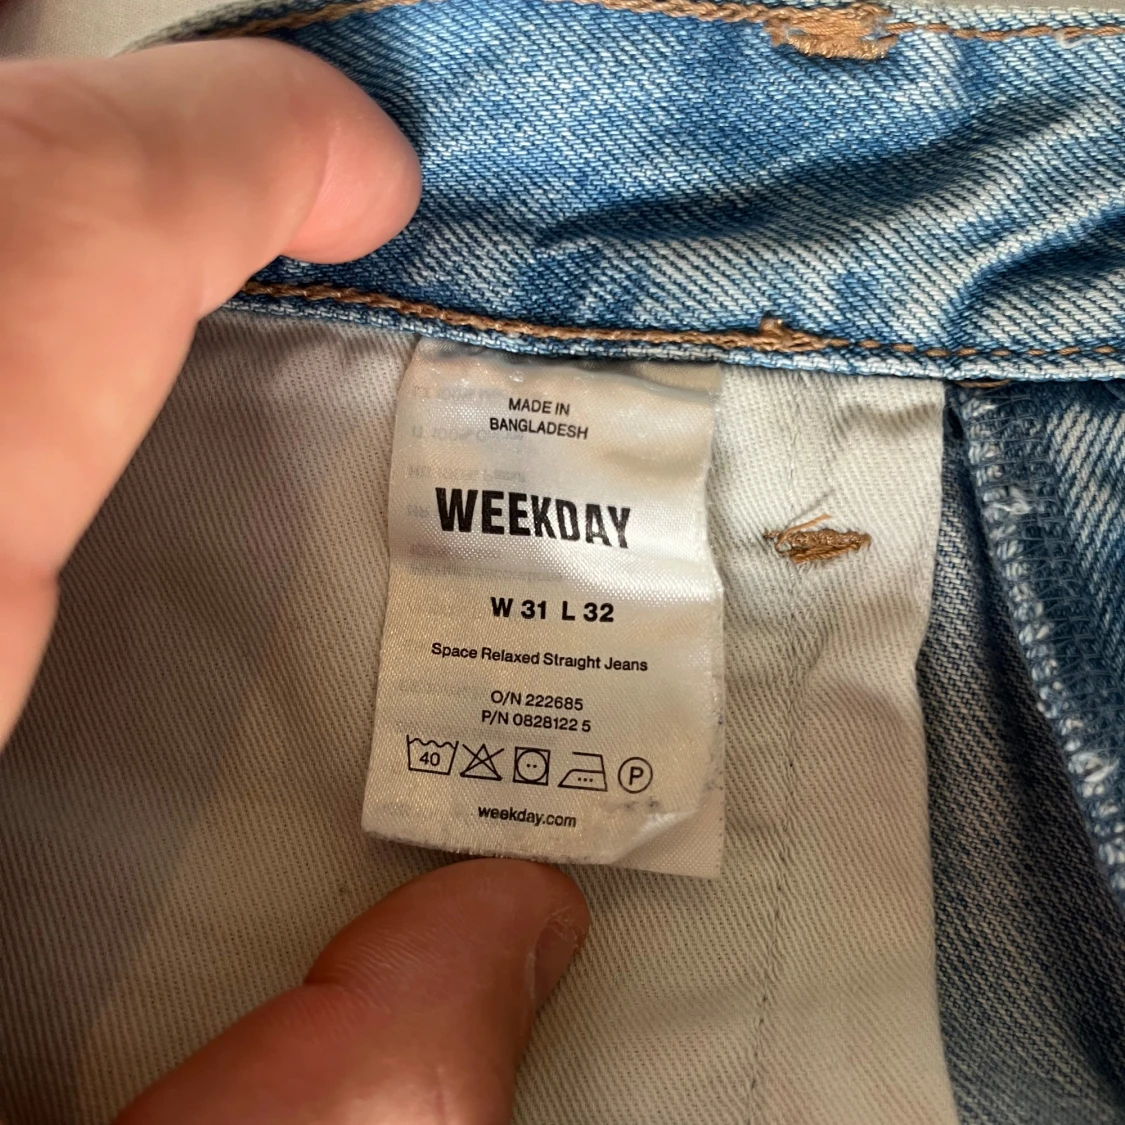 MADE IN
BANGLADESH
WEEKDAY
W 31 L 32
Space Relaxed Straight Jeans
O/N 222685
P/N 0828122 5
40
P
weekday.com